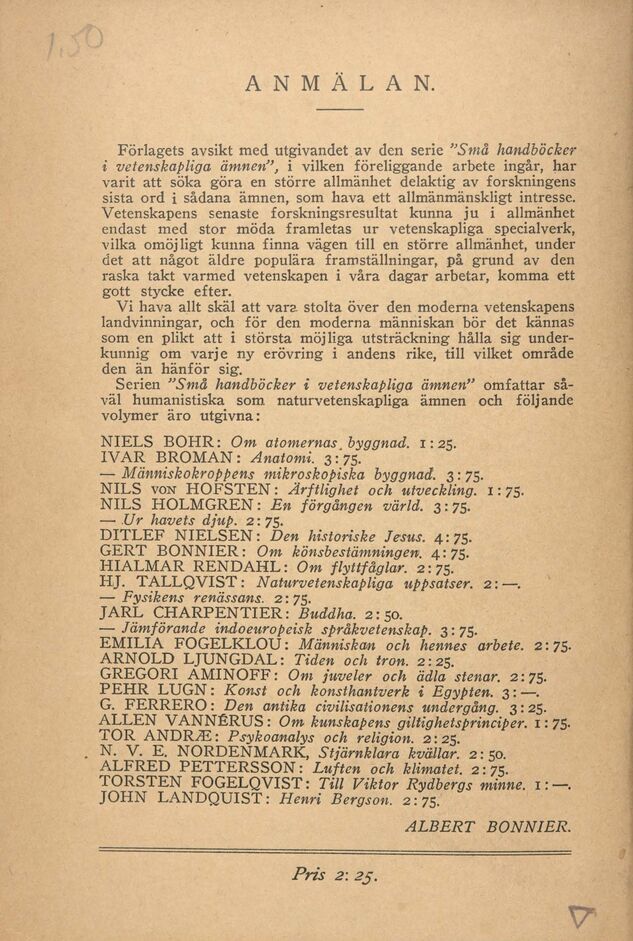 1.50
ANMÄLAN.
Förlagets avsikt med utgivandet av den serie ”Små handböcker
i vetenskapliga ämnen”, i vilken föreliggande arbete ingår, har
varit att söka göra en större allmänhet delaktig av forskningens
sista ord i sådana ämnen, som hava ett allmänmänskligt intresse.
Vetenskapens senaste forskningsresultat kunna ju i allmänhet
endast med stor möda framletas ur vetenskapliga specialverk,
vilka omöjligt kunna finna vägen till en större allmänhet, under
det att något äldre populära framställningar, på grund av den
raska takt varmed vetenskapen i våra dagar arbetar, komma ett
gott stycke efter.
Vi hava allt skäl att vara stolta över den moderna vetenskapens
landvinningar, och för den moderna människan bör det kännas
som en plikt att i största möjliga utsträckning hålla sig under-
kunnig om varje ny erövring i andens rike, till vilket område
den än hänför sig.
Serien ”Små handböcker i vetenskapliga ämnen” omfattar så-
väl humanistiska som naturvetenskapliga ämnen och följande
volymer äro utgivna:
NIELS BOHR: Om atomernas byggnad. 1:25.
IVAR BROMAN: Anatomi. 3:75.
— Människokroppens mikroskopiska byggnad. 3:75.
NILS VON HOFSTEN: Ärftlighet och utveckling. 1:75.
NILS HOLMGREN: En förgången värld. 3:75.
— Ur havets djup. 2:75.
DITLEF NIELSEN: Den historiske Jesus. 4:75.
GERT BONNIER: Om könsbestämningen. 4:75.
HIALMAR RENDAHL: Om flyttfåglar. 2:75.
HJ. TALLQVIST: Naturvetenskapliga uppsatser. 2:—.
— Fysikens renässans. 2:75.
JARL CHARPENTIER: Buddha. 2:50.
— Jämförande indoeuropeisk språkvetenskap. 3:75.
EMILIA FOGELKLOU: Människan och hennes arbete. 2:75.
ARNOLD LJUNGDAL: Tiden och tron. 2:25.
GREGORI AMINOFF: Om juveler och ädla stenar. 2:75.
PEHR LUGN: Konst och konsthantverk i Egypten. 3:—.
G. FERRERO: Den antika civilisationens undergång. 3:25.
ALLEN VANNÉRUS: Om kunskapens giltighetsprinciper. 1:75.
TOR ANDRÆ: Psykoanalys och religion. 2:25.
N. V. E. NORDENMARK, Stjärnklara kvällar. 2:50.
ALFRED PETTERSSON: Luften och klimatet. 2:75.
TORSTEN FOGELQVIST: Till Viktor Rydbergs minne. 1:—.
JOHN LANDQUIST: Henri Bergson. 2:75.
ALBERT BONNIER.
Pris 2:25.